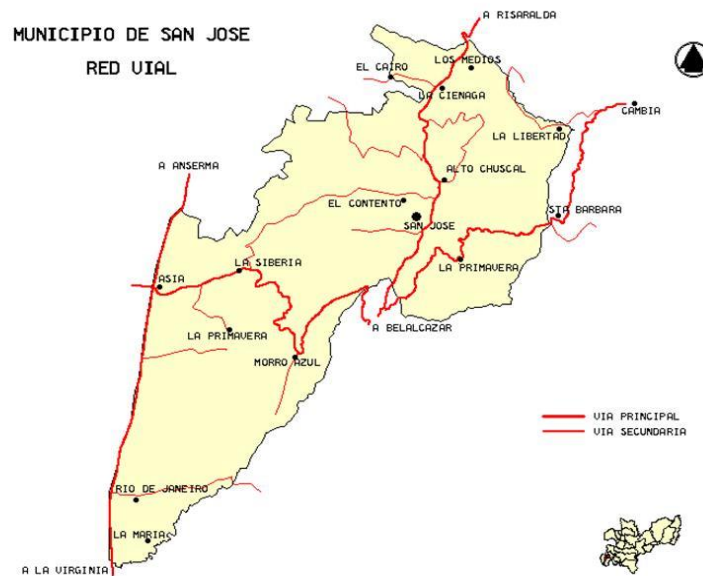 MUNICIPIO DE SAN JOSE
RED VIAL
A RISARALDA
EL CAIRO
LOS MEDIOS
LA CIENAGA
CAMBIA
LA LIBERTAD
A ANSERMA
ALTO CHUSCAL
EL CONTENTO
SAN JOSE
STA BARBARA
LA SIBERIA
LA PRIMAVERA
ASIA
LA PRIMAVERA
A BELALCAZAR
MORRO AZUL
VIA PRINCIPAL
VIA SECUNDARIA
RIO DE JANEIRO
LA MARIA
A LA VIRGINIA